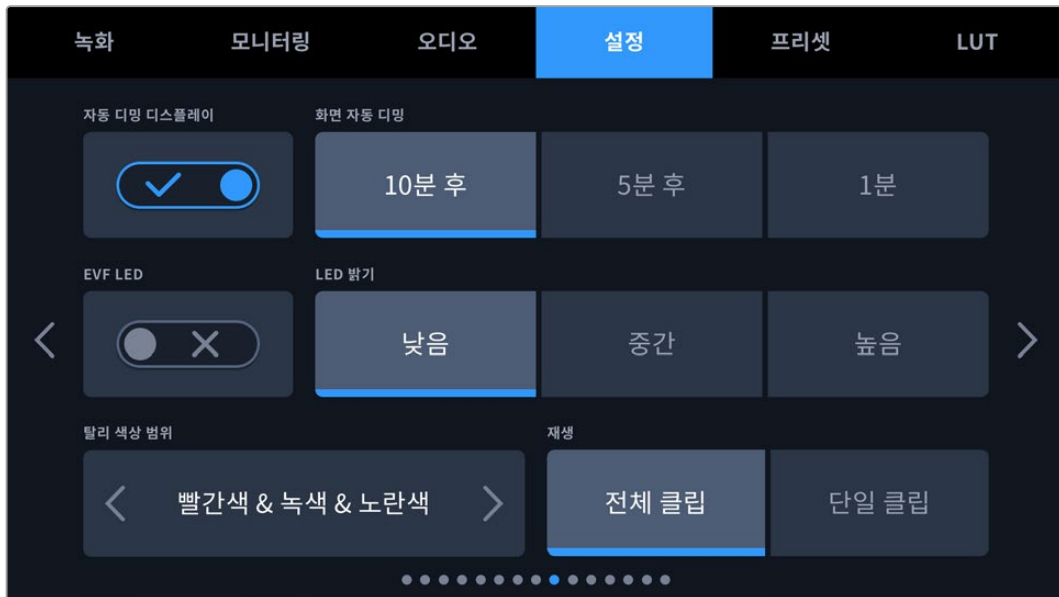 녹화 모니터링 오디오 설정 프리셋 LUT
자동 디밍 디스플레이 화면 자동 디밍
10분 후 5분 후 1분
EVF LED LED 밝기
낮음 중간 높음
탈리 색상 범위 재생
빨간색 & 녹색 & 노란색 전체 클립 단일 클립